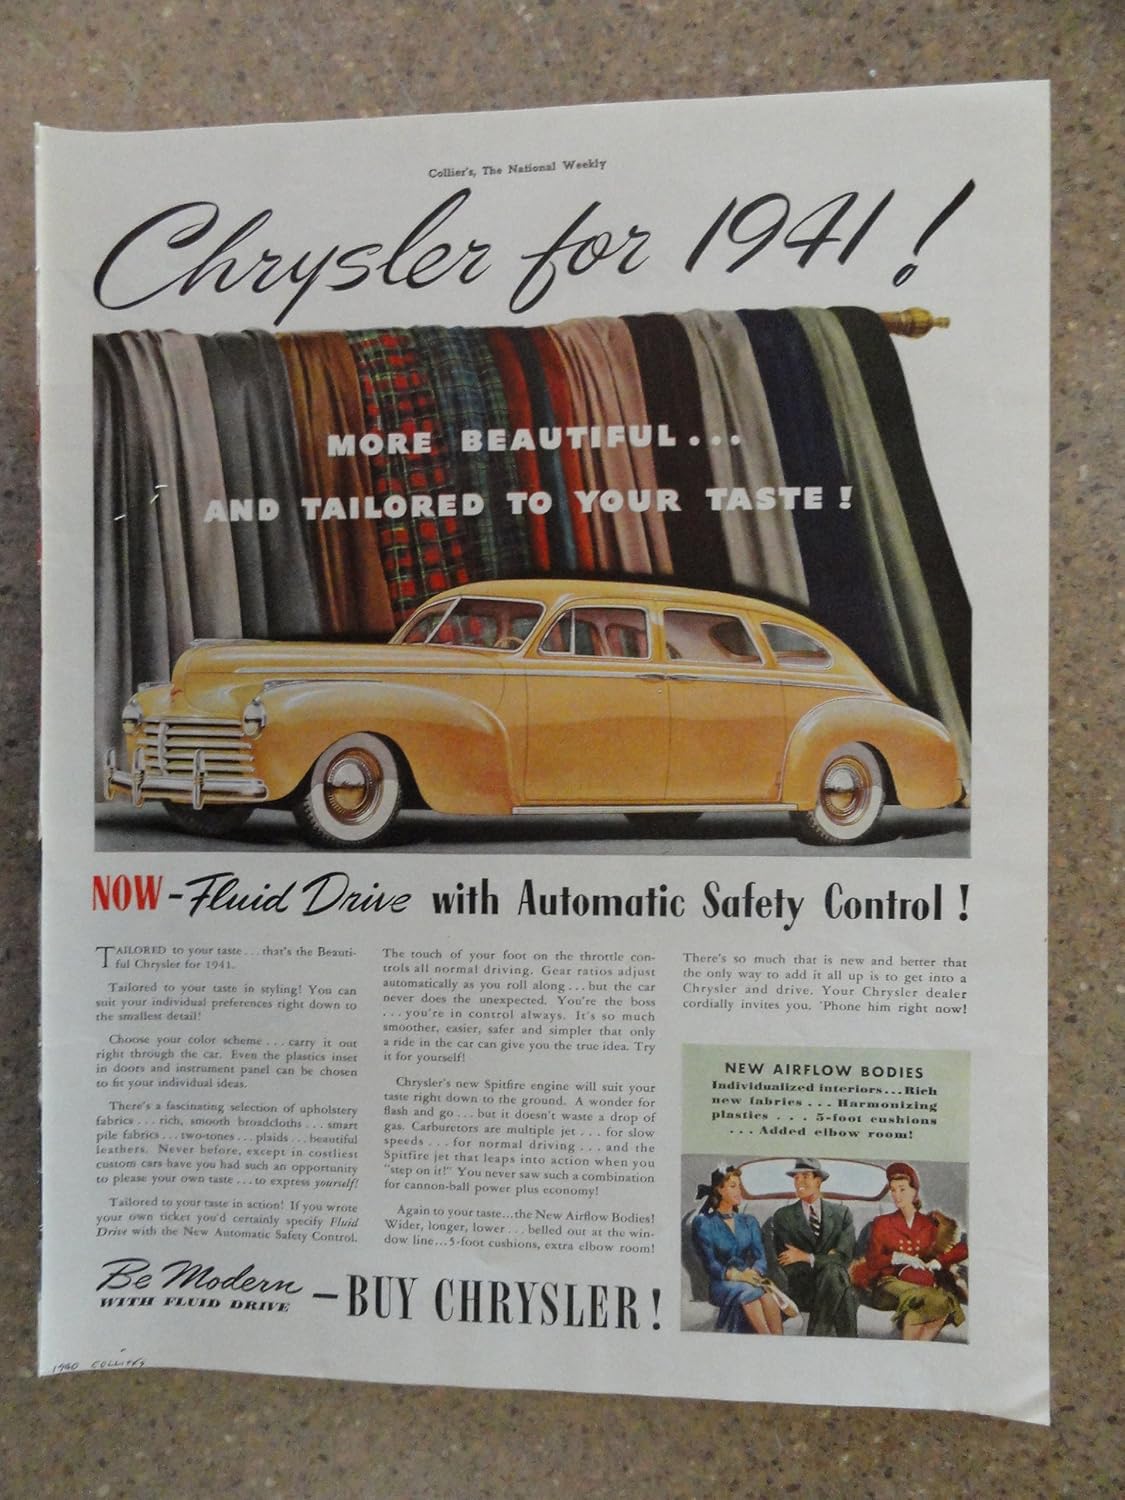 Collier's, The National Weekly
Chrysler for 1941!
MORE BEAUTIFUL...
AND TAILORED TO YOUR TASTE!
NOW-Fluid Drive with Automatic Safety Control!
TAILORED to your taste...that's the Beauti-
ful Chrysler for 1941.
Tailored to your taste in styling! You can
suit your individual preferences right down to
the smallest detail!
Choose your color scheme...carry it out
right through the car. Even the plastics inset
in doors and instrument panel can be chosen
to fit your individual ideas.
There's a fascinating selection of upholstery
fabrics...rich, smooth broadcloths...smart
pile fabrics...two-tones...plaids...beautiful
leathers. Never before, except in costliest
custom cars have you had such an opportunity
to please your own taste...to express yourself!
Tailored to your taste in action! If you wrote
your own ticket you'd certainly specify Fluid
Drive with the New Automatic Safety Control.
The touch of your foot on the throttle con-
trols all normal driving. Gear ratios adjust
automatically as you roll along...but the car
never does the unexpected. You're the boss
...you're in control always. It's so much
smoother, easier, safer and simpler that only
a ride in the car can give you the true idea. Try
it for yourself!
Chrysler's new Spitfire engine will suit your
taste right down to the ground. A wonder for
flash and go...but it doesn't waste a drop of
gas. Carburetors are multiple jet...for slow
speeds...for normal driving...and the
Spitfire jet that leaps into action when you
"step on it!" You never saw such a combination
for cannon-ball power plus economy!
Again to your taste...the New Airflow Bodies!
Wider, longer, lower...belled out at the win-
dow line...5-foot cushions, extra elbow room!
There's so much that is new and better that
the only way to add it all up is to get into a
Chrysler and drive. Your Chrysler dealer
cordially invites you. 'Phone him right now!
NEW AIRFLOW BODIES
Individualized interiors...Rich
new fabrics...Harmonizing
plastics...5-foot cushions
...Added elbow room!
Be Modern
WITH FLUID DRIVE
-BUY CHRYSLER!
1940 COLLIERS